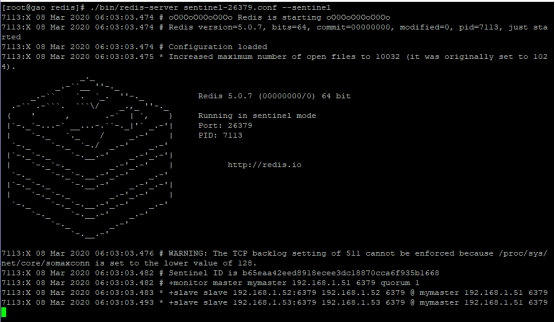 [root@gao redis]# ./bin/redis-server sentinel-26379.conf --sentinel
7113:X 08 Mar 2020 06:03:03.474 # oO0OoO0OoO0Oo Redis is starting oO0OoO0OoO0Oo
7113:X 08 Mar 2020 06:03:03.474 # Redis version=5.0.7, bits=64, commit=00000000, modified=0, pid=7113, just sta
rted
7113:X 08 Mar 2020 06:03:03.474 # Configuration loaded
7113:X 08 Mar 2020 06:03:03.475 * Increased maximum number of open files to 10032 (it was originally set to 102
4).
Redis 5.0.7 (00000000/0) 64 bit
Running in sentinel mode
Port: 26379
PID: 7113
http://redis.io
7113:X 08 Mar 2020 06:03:03.476 # WARNING: The TCP backlog setting of 511 cannot be enforced because /proc/sys/
net/core/somaxconn is set to the lower value of 128.
7113:X 08 Mar 2020 06:03:03.482 # Sentinel ID is b65eaa42eed8918ecee3dc18870cca6f935b1668
7113:X 08 Mar 2020 06:03:03.482 # +monitor master mymaster 192.168.1.51 6379 quorum 1
7113:X 08 Mar 2020 06:03:03.483 * +slave slave 192.168.1.52:6379 192.168.1.52 6379 @ mymaster 192.168.1.51 6379
7113:X 08 Mar 2020 06:03:03.493 * +slave slave 192.168.1.53:6379 192.168.1.53 6379 @ mymaster 192.168.1.51 6379